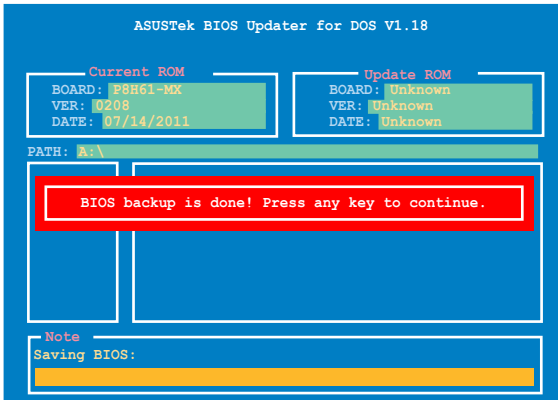 ASUSTek BIOS Updater for DOS V1.18
Current ROM
BOARD: P8H61-MX
VER: 0208
DATE: 07/14/2011
Update ROM
BOARD: Unknown
VER: Unknown
DATE: Unknown
PATH: A:\
BIOS backup is done! Press any key to continue.
Note
Saving BIOS: